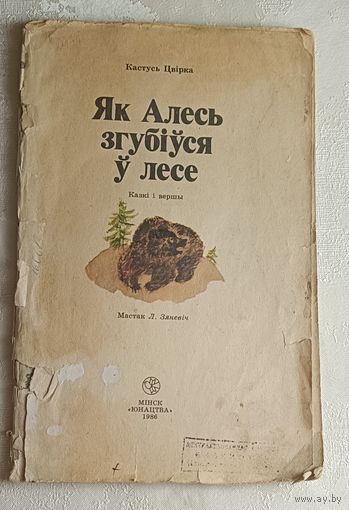 Кастусь Цвірка
Як Алесь
згубіўся
ў лесе
Казкі і вершы
Мастак Л. Зяневіч
МІНСК
«ЮНАЦТВА»
1986
www.ay.by